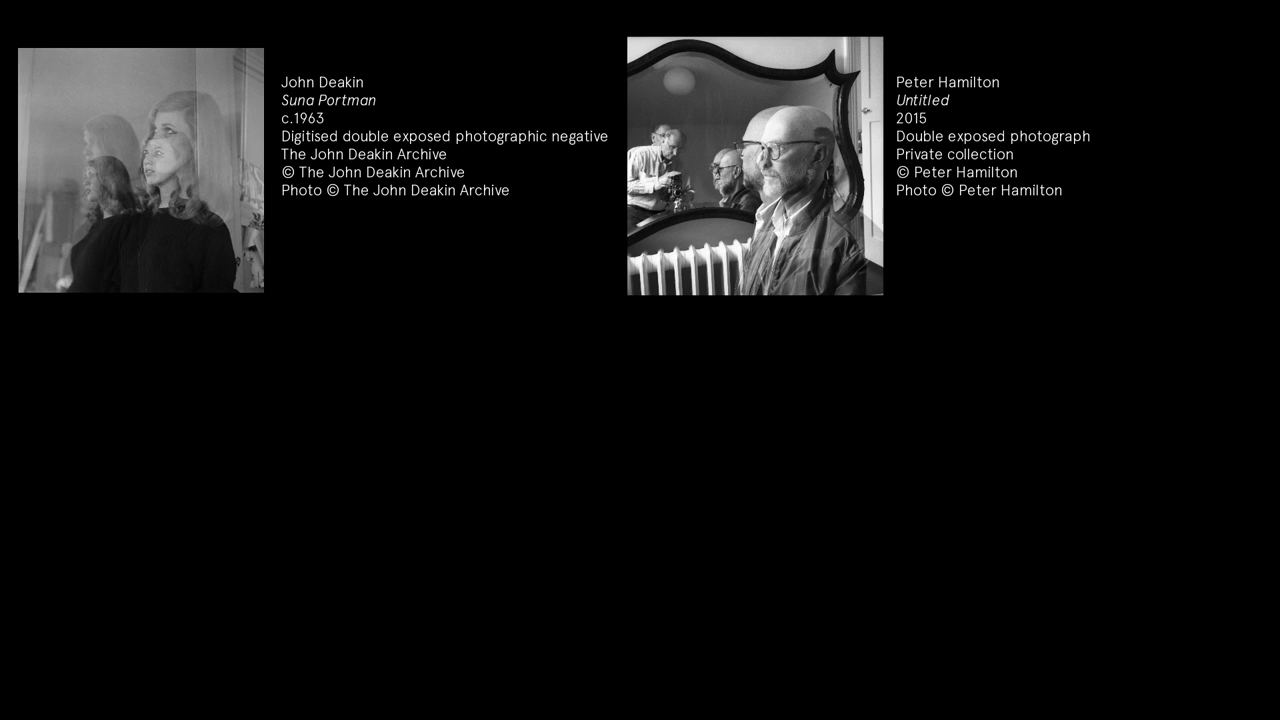 John Deakin
Suna Portman
c.1963
Digitised double exposed photographic negative
The John Deakin Archive
© The John Deakin Archive
Photo © The John Deakin Archive
Peter Hamilton
Untitled
2015
Double exposed photograph
Private collection
© Peter Hamilton
Photo © Peter Hamilton